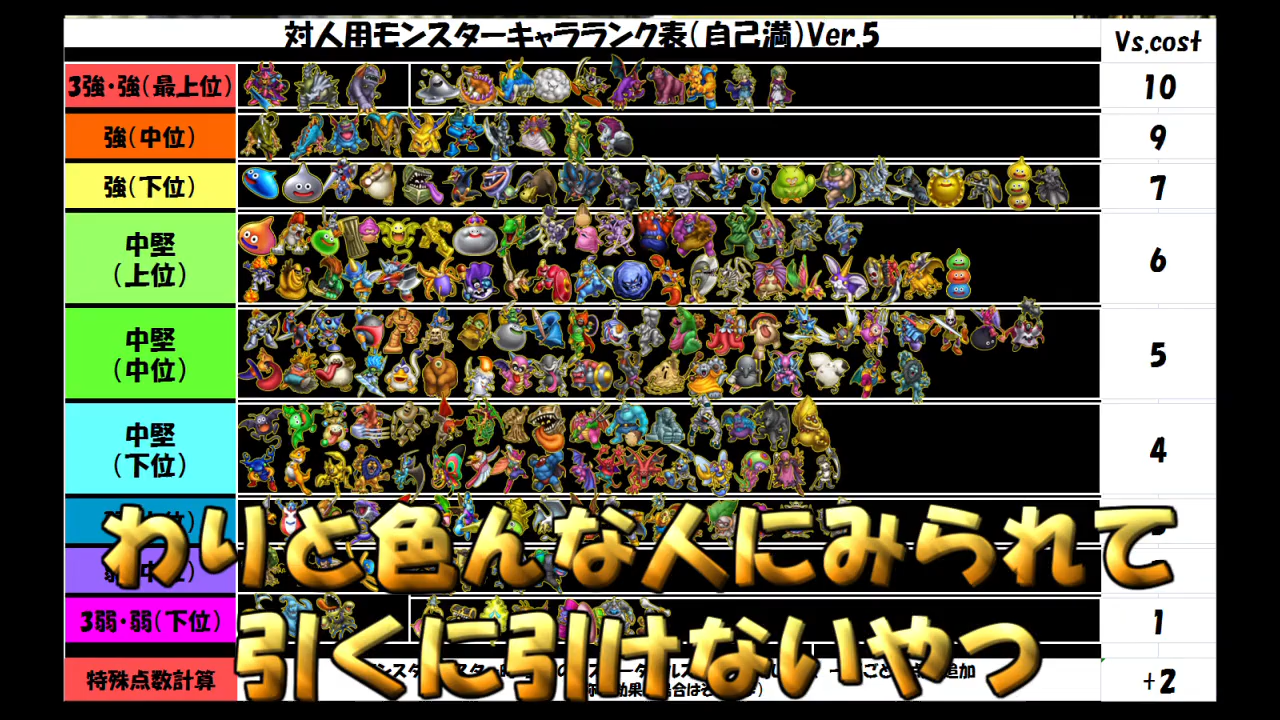 対人用モンスターキャラランク表(自己満)Ver.5
Vs.cost
3強・強(最上位)
10
強(中位)
9
強(下位)
7
中堅
(上位)
6
中堅
(中位)
5
中堅
(下位)
4
わりと色んな人にみられて
3弱・弱(下位)
1
引くに引けないやつ
特殊点数計算
+2